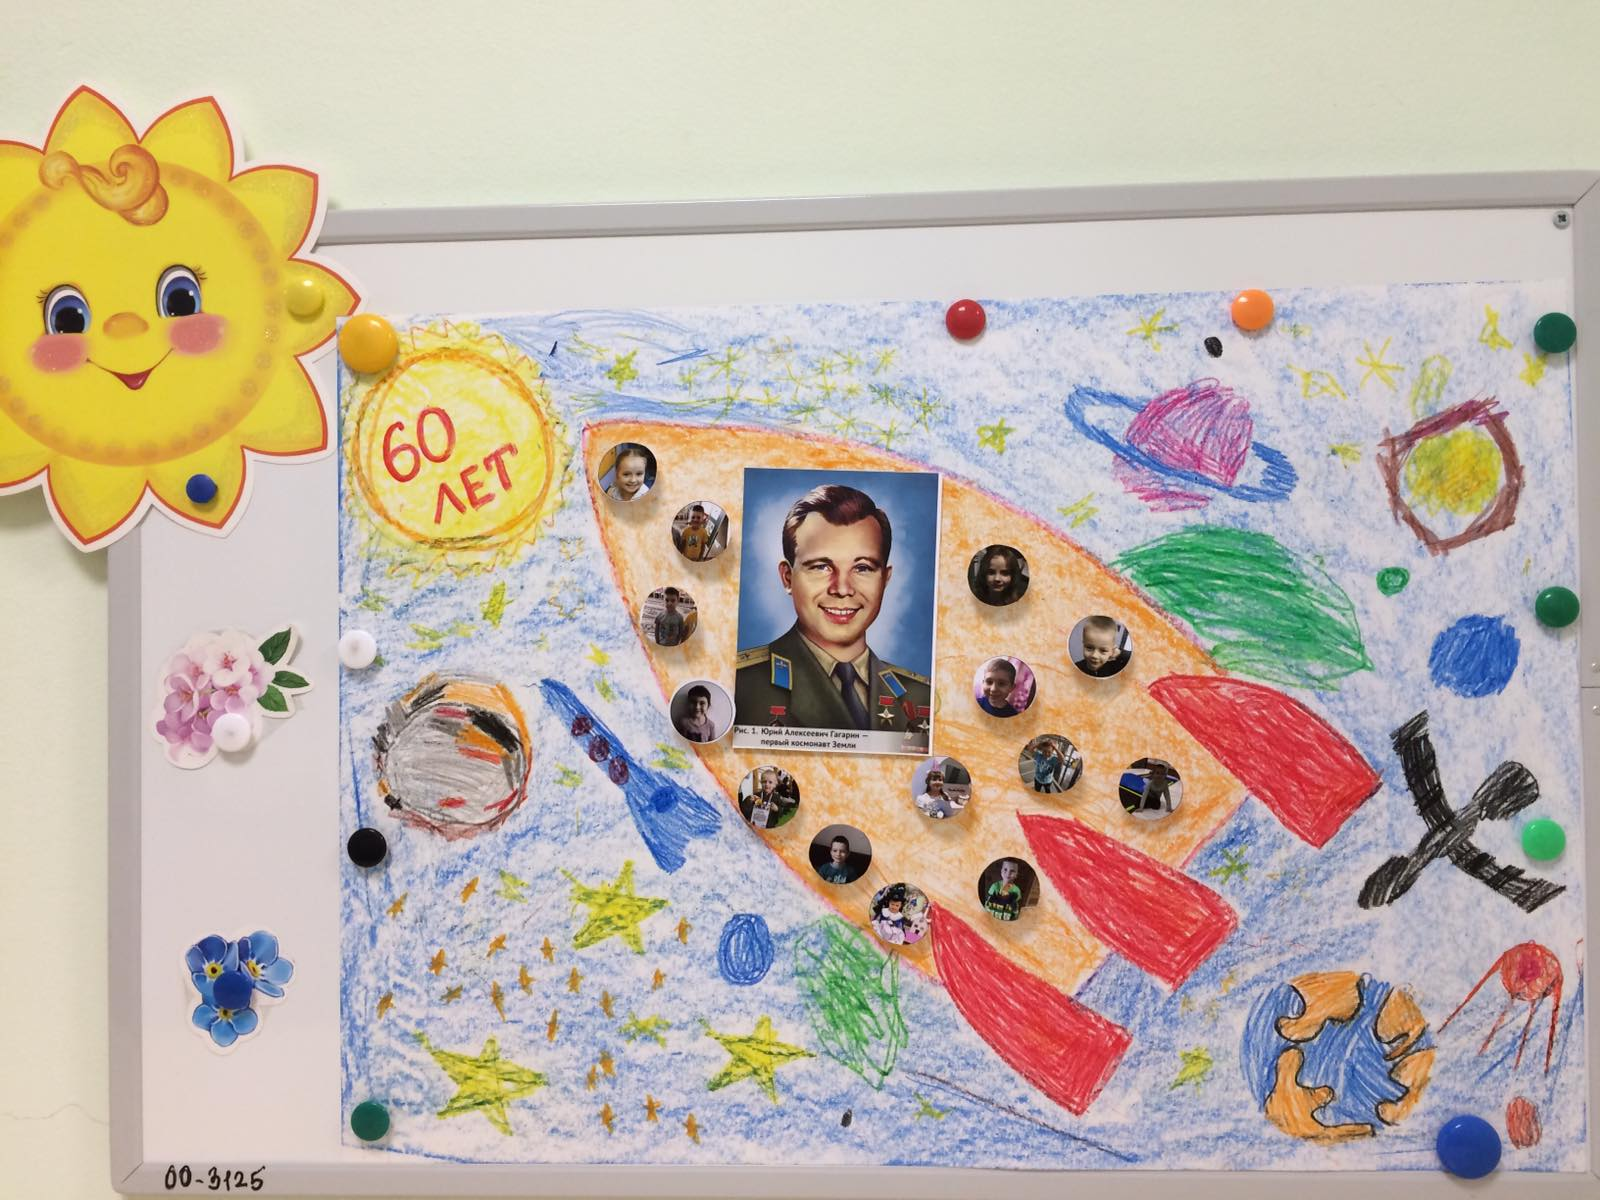 60
ЛЕТ
Рис. 1. Юрий Алексеевич Гагарин —
первый космонавт Земли
00-3125